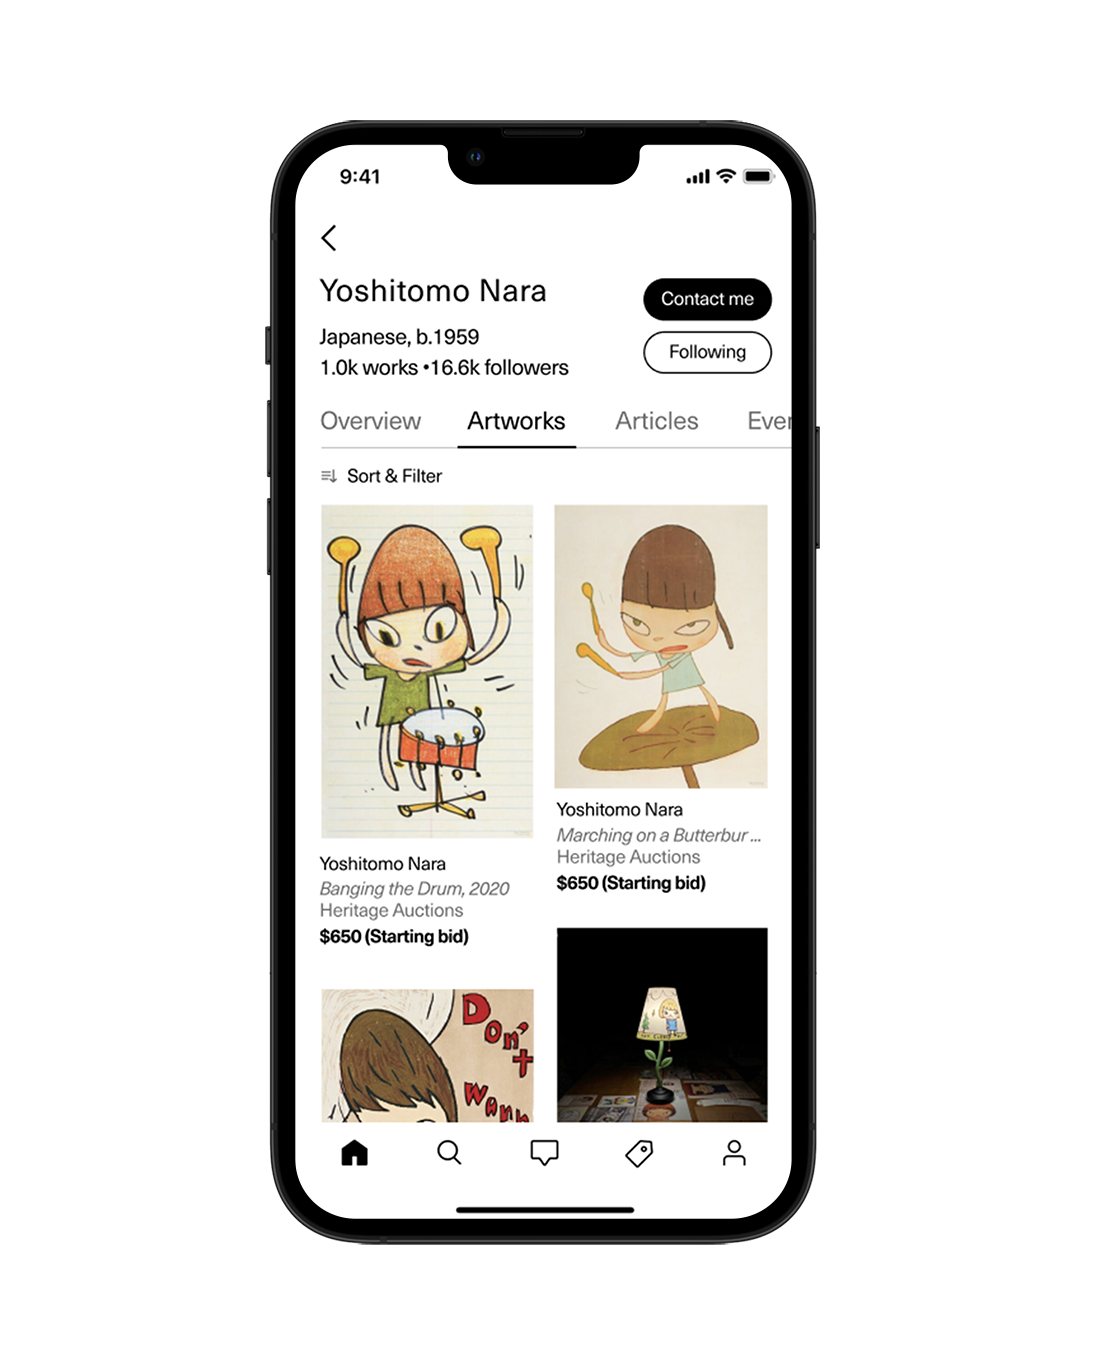 9:41
Yoshitomo Nara
Contact me
Japanese, b.1959
Following
1.0k works •16.6k followers
Overview
Artworks
Articles
Ever
Sort & Filter
Yoshitomo Nara
Marching on a Butterbur ...
Heritage Auctions
$650 (Starting bid)
Yoshitomo Nara
Banging the Drum, 2020
Heritage Auctions
$650 (Starting bid)
Don't
Wann